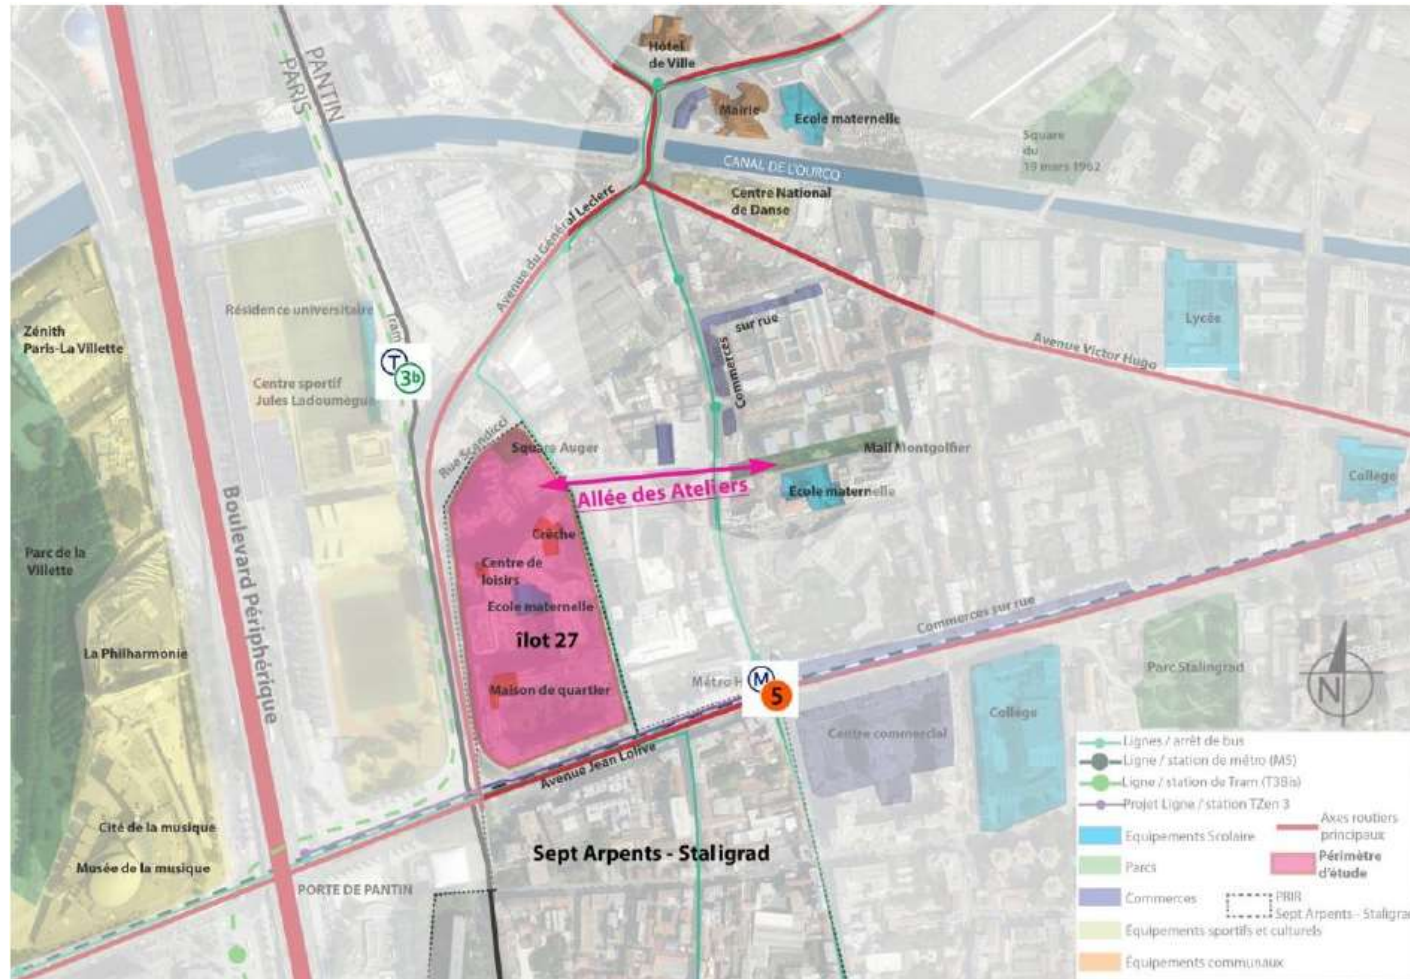 Hôtel
de Ville
PANTIN
PARIS
Mairie
Ecole maternelle
Square
du
19 mars 1962
CANAL DE L'OURCQ
Centre National
de Danse
Avenue du Général Leclerc
Résidence universitaire
Tram
Zénith
Paris-La Villette
T
3b
Centre sportif
Jules Ladoumègue
Commerces
sur rue
Lycée
Avenue Victor Hugo
Rue Scandicci
Square Auger
Mail Montgolfier
Allée des Ateliers
Ecole maternelle
Collège
Boulevard Périphérique
Parc de la
Villette
Crèche
Centre de
loisirs
Ecole maternelle
îlot 27
Commerces sur rue
La Philharmonie
Maison de quartier
Métro H
M
5
Parc Stalingrad
N
Collège
Centre commercial
Avenue Jean Lolive
Cité de la musique
Musée de la musique
PORTE DE PANTIN
Sept Arpents - Staligrad
Lignes / arrêt de bus
Ligne / station de métro (M5)
Ligne / station de Tram (T3Bis)
Projet Ligne / station TZen 3
Equipements Scolaire
Axes routiers
principaux
Parcs
Périmètre
d'étude
Commerces
PRIR
Sept Arpents - Staligrad
Équipements sportifs et culturels
Équipements communaux